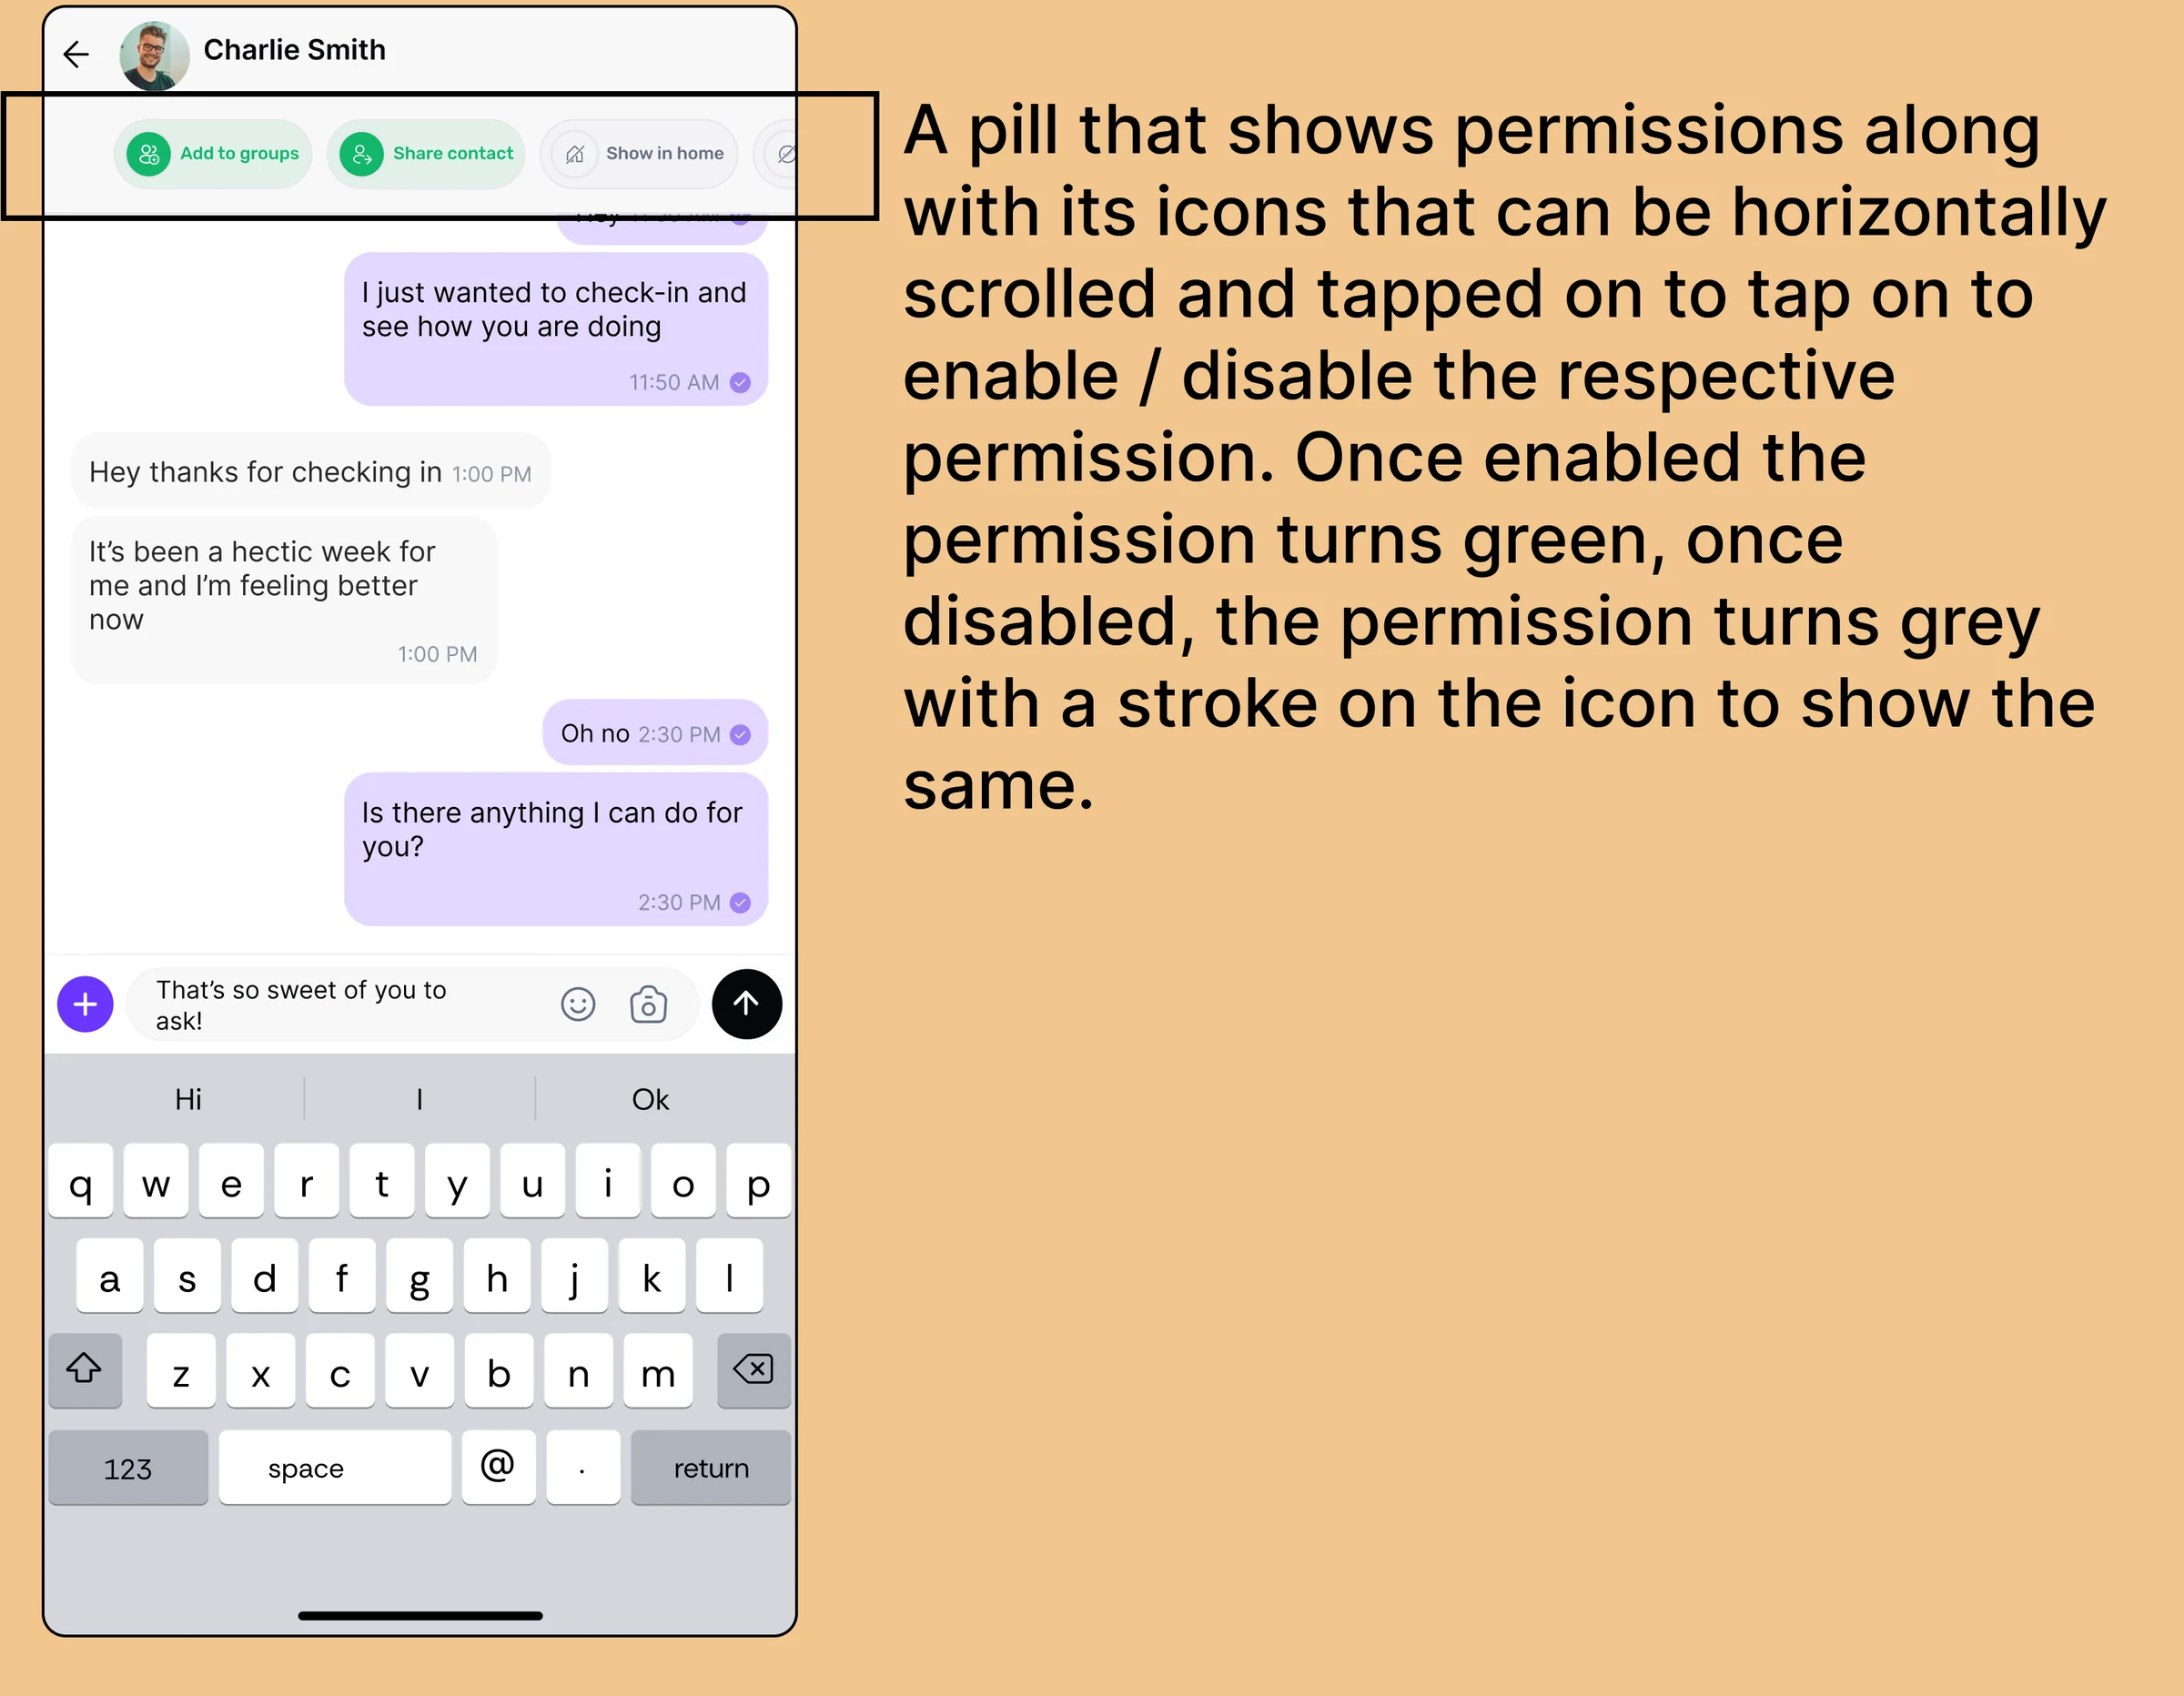 Charlie Smith
Add to groups
Share contact
Show in home
I just wanted to check-in and
see how you are doing
11:50 AM
Hey thanks for checking in 1:00 PM
It’s been a hectic week for
me and I’m feeling better
now
1:00 PM
Oh no 2:30 PM
Is there anything I can do for
you?
2:30 PM
That’s so sweet of you to
ask!
Hi I Ok
q w e r t y u i o p
a s d f g h j k l
z x c v b n m
123 space @ . return
A pill that shows permissions along
with its icons that can be horizontally
scrolled and tapped on to tap on to
enable / disable the respective
permission. Once enabled the
permission turns green, once
disabled, the permission turns grey
with a stroke on the icon to show the
same.